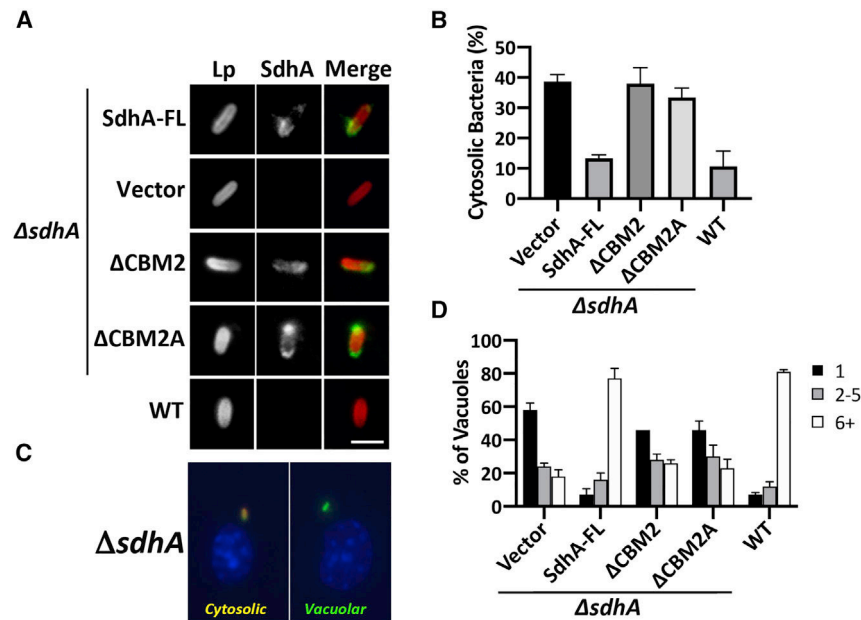 A
Lp SdhA Merge
SdhA-FL
Vector
ΔCBM2
ΔCBM2A
WT
ΔsdhA
B
Cytosolic Bacteria (%)
50
40
30
20
10
0
Vector
SdhA-FL
ΔCBM2
ΔCBM2A
WT
ΔsdhA
C
ΔsdhA
Cytosolic
Vacuolar
D
% of Vacuoles
100
80
60
40
20
0
Vector
SdhA-FL
ΔCBM2
ΔCBM2A
WT
ΔsdhA
1
2-5
6+